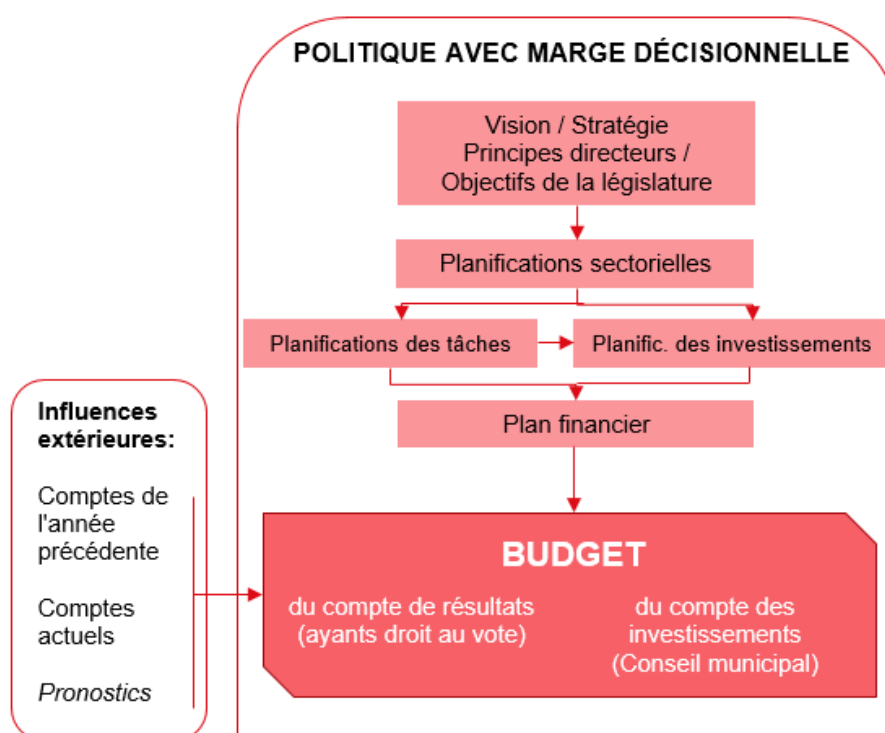 POLITIQUE AVEC MARGE DÉCISIONNELLE
Vision / Stratégie
Principes directeurs /
Objectifs de la législature
Planifications sectorielles
Planifications des tâches
Planific. des investissements
Plan financier
Influences
extérieures:
Comptes de
l'année
précédente
Comptes
actuels
Pronostics
BUDGET
du compte de résultats
(ayants droit au vote)
du compte des
investissements
(Conseil municipal)